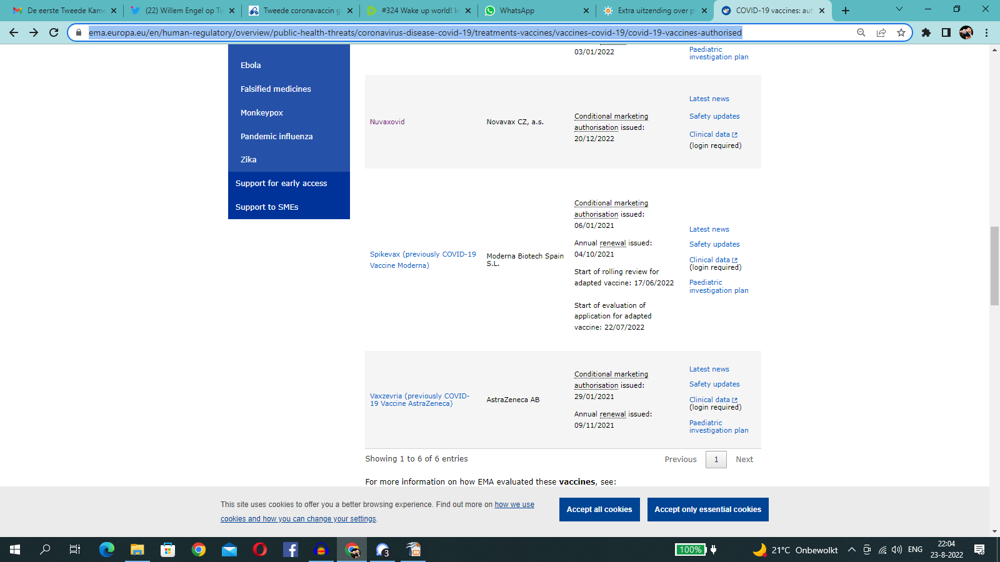 De eerste Tweede Kame
(22) Willem Engel op Tw
Tweede coronavaccin g
#324 Wake up world! In
WhatsApp
Extra uitzending over p
COVID-19 vaccines: aut
ema.europa.eu/en/human-regulatory/overview/public-health-threats/coronavirus-disease-covid-19/treatments-vaccines/vaccines-covid-19/covid-19-vaccines-authorised
Ebola
Falsified medicines
Monkeypox
Pandemic influenza
Zika
Support for early access
Support to SMEs
03/01/2022
Paediatric
investigation plan
Nuvaxovid
Novavax CZ, a.s.
Conditional marketing
authorisation issued:
20/12/2022
Latest news
Safety updates
Clinical data
(login required)
Spikevax (previously COVID-19
Vaccine Moderna)
Moderna Biotech Spain
S.L.
Conditional marketing
authorisation issued:
06/01/2021
Annual renewal issued:
04/10/2021
Start of rolling review for
adapted vaccine: 17/06/2022
Start of evaluation of
application for adapted
vaccine: 22/07/2022
Latest news
Safety updates
Clinical data
(login required)
Paediatric
investigation plan
Vaxzevria (previously COVID-
19 Vaccine AstraZeneca)
AstraZeneca AB
Conditional marketing
authorisation issued:
29/01/2021
Annual renewal issued:
09/11/2021
Latest news
Safety updates
Clinical data
(login required)
Paediatric
investigation plan
Showing 1 to 6 of 6 entries
Previous
1
Next
For more information on how EMA evaluated these vaccines, see:
This site uses cookies to offer you a better browsing experience. Find out more on how we use
cookies and how you can change your settings.
Accept all cookies
Accept only essential cookies
3
100%
21°C Onbewolkt
ENG
22:04
23-8-2022